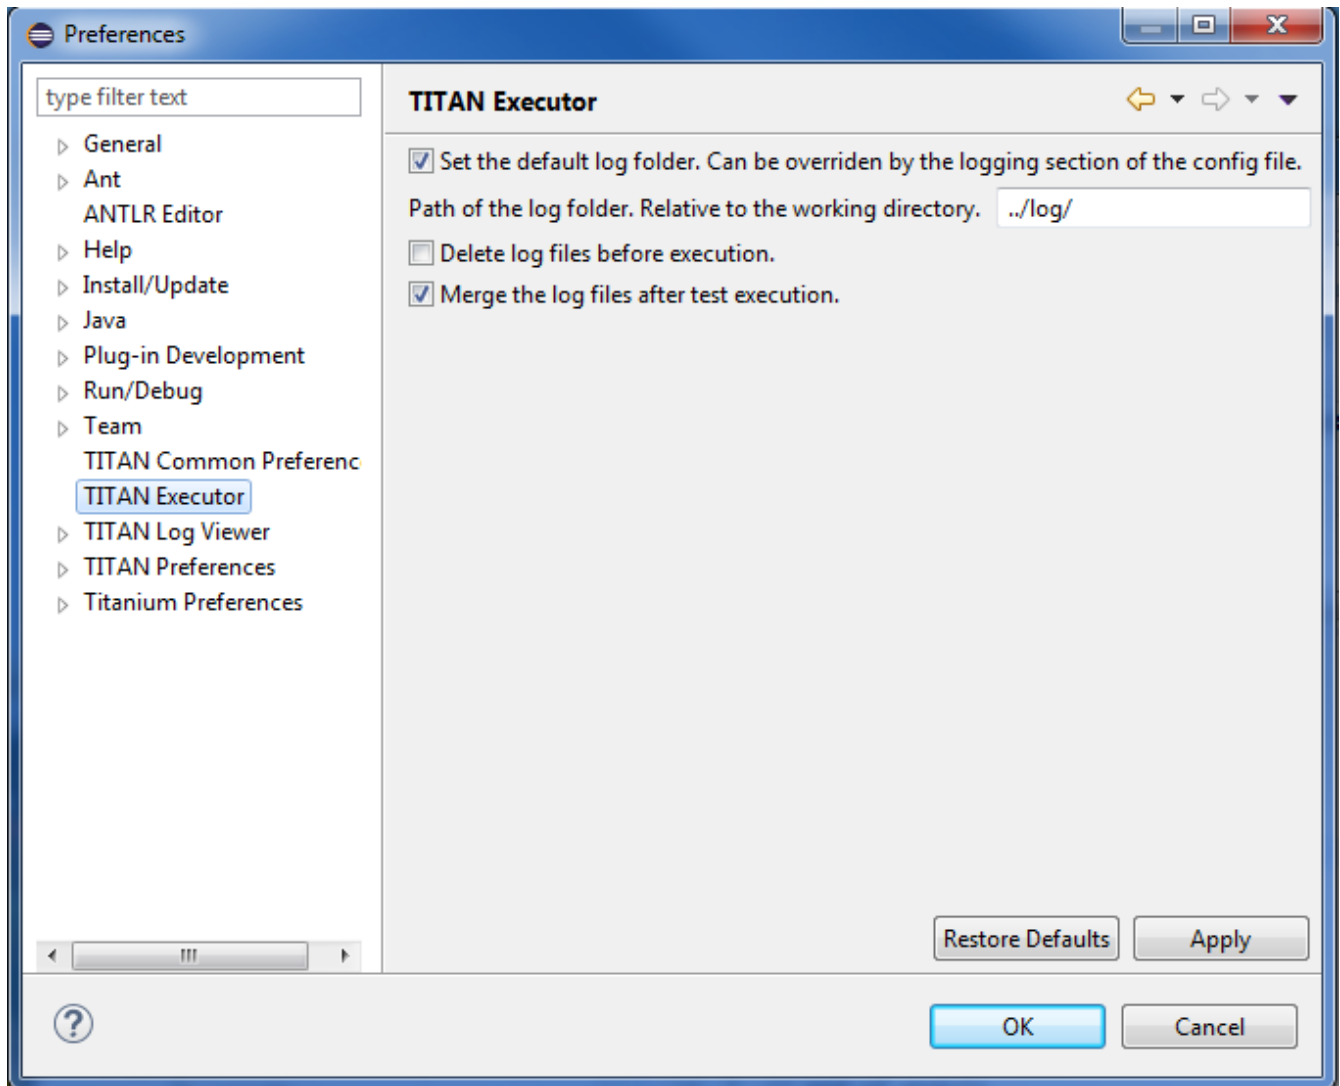 Preferences
type filter text
General
Ant
ANTLR Editor
Help
Install/Update
Java
Plug-in Development
Run/Debug
Team
TITAN Common Preferenc
TITAN Executor
TITAN Log Viewer
TITAN Preferences
Titanium Preferences
TITAN Executor
Set the default log folder. Can be overriden by the logging section of the config file.
Path of the log folder. Relative to the working directory. ../log/
Delete log files before execution.
Merge the log files after test execution.
Restore Defaults Apply
OK Cancel